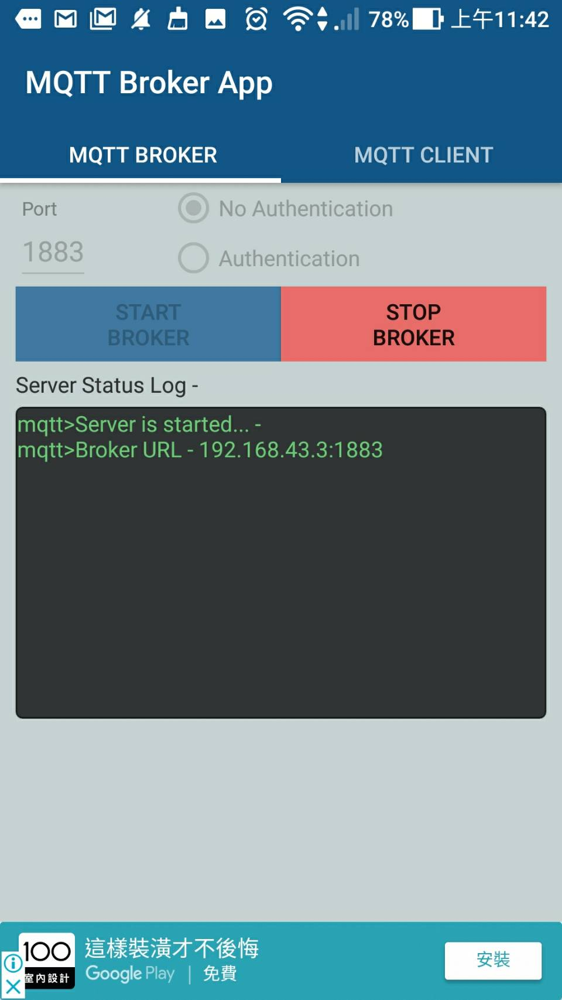 78% 上午11:42
MQTT Broker App
MQTT BROKER
MQTT CLIENT
Port
No Authentication
1883
Authentication
START
BROKER
STOP
BROKER
Server Status Log -
mqtt>Server is started... -
mqtt>Broker URL - 192.168.43.3:1883
100
室內設計
這樣裝潢才不後悔
Google Play | 免費
安裝